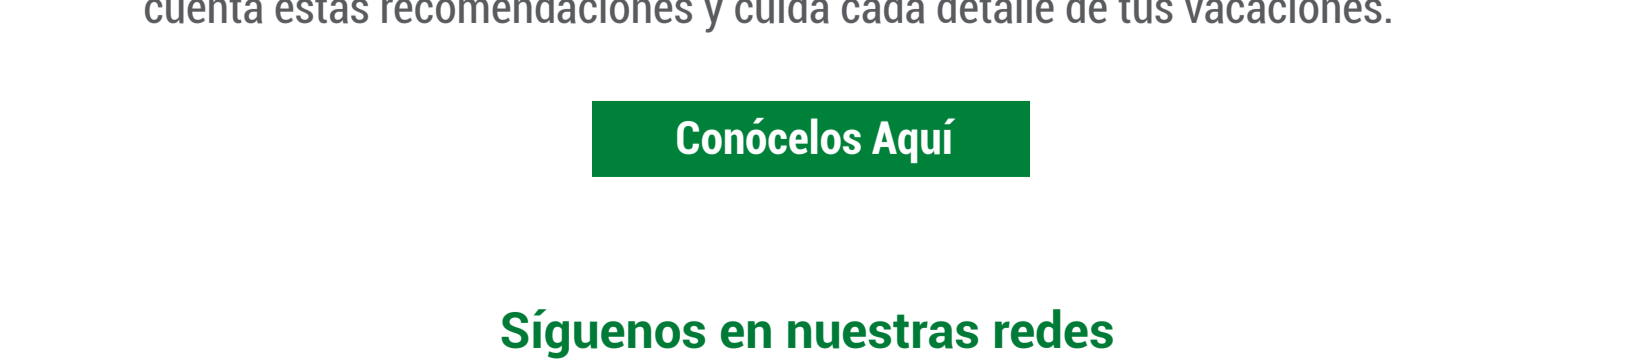 cuenta estas recomendaciones y cuida cada detalle de tus vacaciones.
Conócelos Aquí
Síguenos en nuestras redes